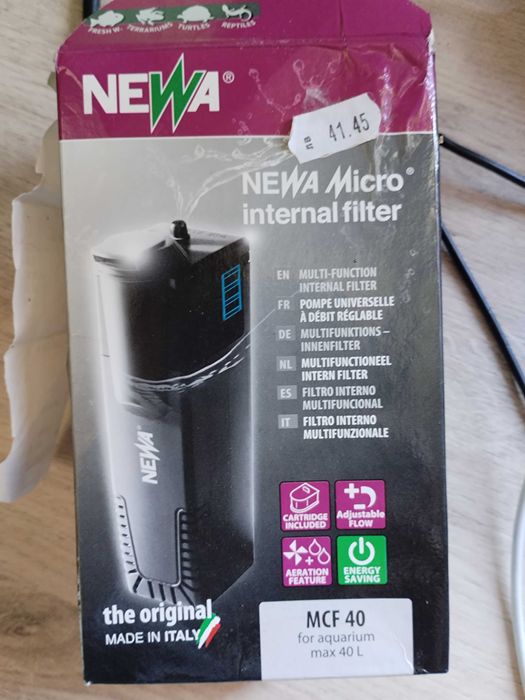 FRESH W. TERRARIUMS TURTLES REPTILES
NEWA®
na 41.45
NEWA Micro®
internal filter
EN MULTI-FUNCTION
INTERNAL FILTER
FR POMPE UNIVERSELLE
À DÉBIT RÉGLABLE
DE MULTIFUNKTIONS –
INNENFILTER
NL MULTIFUNCTIONEEL
INTERN FILTER
ES FILTRO INTERNO
MULTIFUNCIONAL
IT FILTRO INTERNO
MULTIFUNZIONALE
NEWA®
CARTRIDGE
INCLUDED
Adjustable
FLOW
AERATION
FEATURE
ENERGY
SAVING
the original
MADE IN ITALY
MCF 40
for aquarium
max 40 L